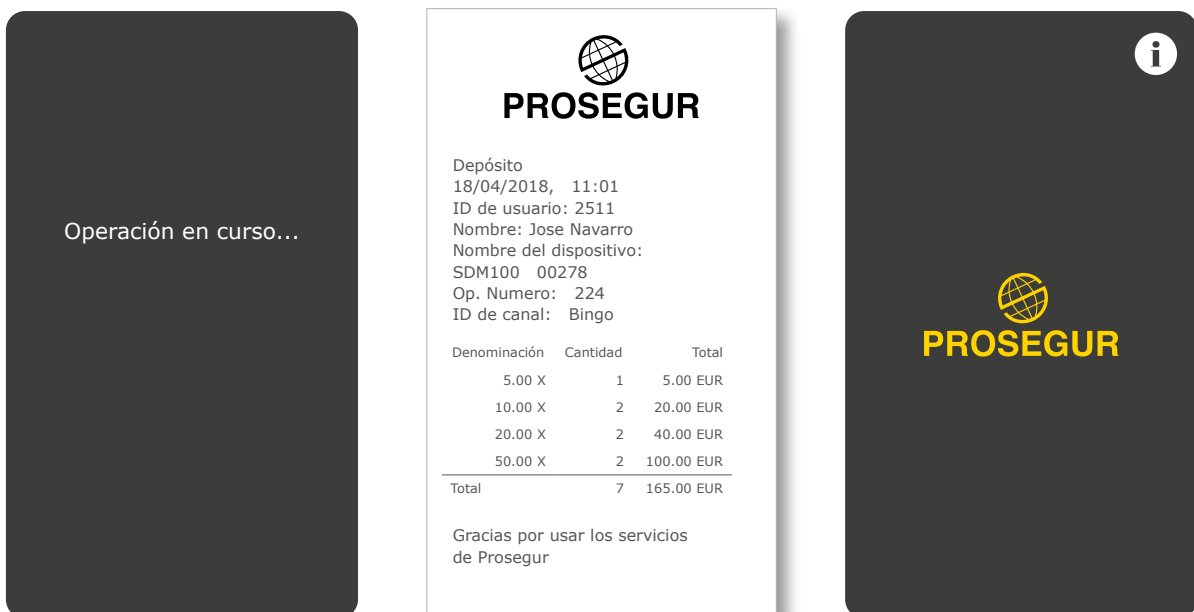 Operación en curso...
PROSEGUR
Depósito
18/04/2018, 11:01
ID de usuario: 2511
Nombre: Jose Navarro
Nombre del dispositivo:
SDM100 00278
Op. Numero: 224
ID de canal: Bingo
Denominación Cantidad Total
5.00 X 1 5.00 EUR
10.00 X 2 20.00 EUR
20.00 X 2 40.00 EUR
50.00 X 2 100.00 EUR
Total 7 165.00 EUR
Gracias por usar los servicios
de Prosegur
i
PROSEGUR